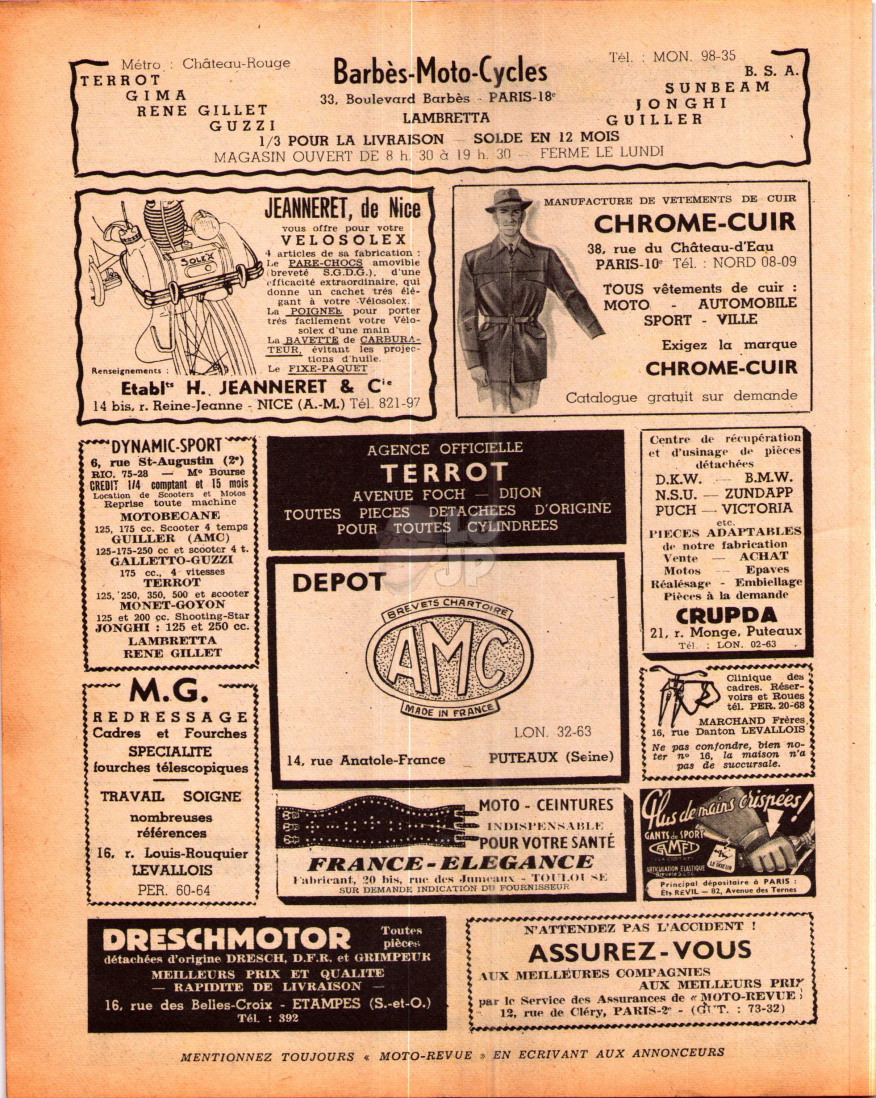 Métro : Château-Rouge
Barbès-Moto-Cycles
Tél. : MON. 98-35
TERROT
GIMA
RENE GILLET
GUZZI
33, Boulevard Barbès - PARIS-18e
LAMBRETTA
B. S. A.
SUNBEAM
JONGHI
GUILLER
1/3 POUR LA LIVRAISON — SOLDE EN 12 MOIS
MAGASIN OUVERT DE 8 h. 30 à 19 h. 30 — FERME LE LUNDI
SOLEX
JEANNERET, de Nice
vous offre pour votre
VELOSOLEX
4 articles de sa fabrication :
Le PARE-CHOCS amovible
(breveté S.G.D.G.), d'une
efficacité extraordinaire, qui
donne un cachet très élé-
gant à votre Vélosolex.
La POIGNEE pour porter
très facilement votre Vélo-
solex d'une main
La BAVETTE de CARBURA-
TEUR, évitant les projec-
tions d'huile.
Le FIXE-PAQUET
Renseignements :
Etablts H. JEANNERET & Cie
14 bis, r. Reine-Jeanne - NICE (A.-M.) Tél. 821-97
MANUFACTURE DE VETEMENTS DE CUIR
CHROME-CUIR
38, rue du Château-d'Eau
PARIS-10e Tél. : NORD 08-09
TOUS vêtements de cuir :
MOTO - AUTOMOBILE
SPORT - VILLE
Exigez la marque
CHROME-CUIR
Catalogue gratuit sur demande
DYNAMIC-SPORT
6, rue St-Augustin (2e)
RIC. 75-28 — Mo Bourse
CREDIT 1/4 comptant et 15 mois
Location de Scooters et Motos
Reprise toute machine
MOTOBECANE
125, 175 cc. Scooter 4 temps
GUILLER (AMC)
125-175-250 cc et scooter 4 t.
GALLETTO-GUZZI
175 cc., 4 vitesses
TERROT
125, 250, 350, 500 et scooter
MONET-GOYON
125 et 200 cc. Shooting-Star
JONGHI : 125 et 250 cc.
LAMBRETTA
RENE GILLET
AGENCE OFFICIELLE
TERROT
AVENUE FOCH — DIJON
TOUTES PIECES DETACHEES D'ORIGINE
POUR TOUTES CYLINDREES
Centre de récupération
et d'usinage de pièces
détachées
D.K.W. — B.M.W.
N.S.U. — ZUNDAPP
PUCH — VICTORIA
etc.
PIECES ADAPTABLES
de notre fabrication
Vente — ACHAT
Motos — Epaves
Réalésage - Embiellage
Pièces à la demande
CRUPDA
21, r. Monge, Puteaux
Tél. : LON. 02-63
DEPOT
BREVETS CHARTOIRE
AMC
MADE IN FRANCE
LON. 32-63
14, rue Anatole-France _ PUTEAUX (Seine)
M.G.
REDRESSAGE
Cadres et Fourches
SPECIALITE
fourches télescopiques
TRAVAIL SOIGNE
nombreuses
références
16, r. Louis-Rouquier
LEVALLOIS
PER. 60-64
Clinique des
cadres. Réser-
voirs et Roues
tél. PER. 20-68
MARCHAND Frères,
16, rue Danton LEVALLOIS
Ne pas confondre, bien no-
ter n° 16, la maison n'a
pas de succursale.
MOTO - CEINTURES
INDISPENSABLE
POUR VOTRE SANTÉ
FRANCE-ELEGANCE
Fabricant, 20 bis, rue des Jumeaux - TOULOUSE
SUR DEMANDE INDICATION DU FOURNISSEUR
Plus de mains crispées!
GANTS de SPORT
GAMET
ARTICULATION ELASTIQUE
Principal dépositaire à PARIS :
Éts REVIL — 82, Avenue des Ternes
DRESCHMOTOR Toutes
pièces
détachées d'origine DRESCH, D.F.R. et GRIMPEUR
MEILLEURS PRIX ET QUALITE
— RAPIDITE DE LIVRAISON —
16, rue des Belles-Croix - ETAMPES (S.-et-O.)
Tél. : 392
N'ATTENDEZ PAS L'ACCIDENT !
ASSUREZ-VOUS
AUX MEILLEURES COMPAGNIES
AUX MEILLEURS PRIX
par le Service des Assurances de « MOTO-REVUE »
12, rue de Cléry, PARIS-2e - (GUT. : 73-32)
MENTIONNEZ TOUJOURS « MOTO-REVUE » EN ECRIVANT AUX ANNONCEURS